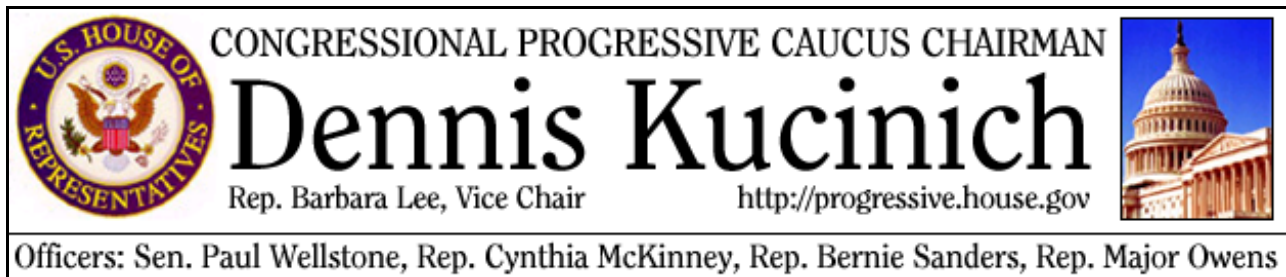 U.S. HOUSE OF
REPRESENTATIVES
CONGRESSIONAL PROGRESSIVE CAUCUS CHAIRMAN
Dennis Kucinich
Rep. Barbara Lee, Vice Chair http://progressive.house.gov
Officers: Sen. Paul Wellstone, Rep. Cynthia McKinney, Rep. Bernie Sanders, Rep. Major Owens